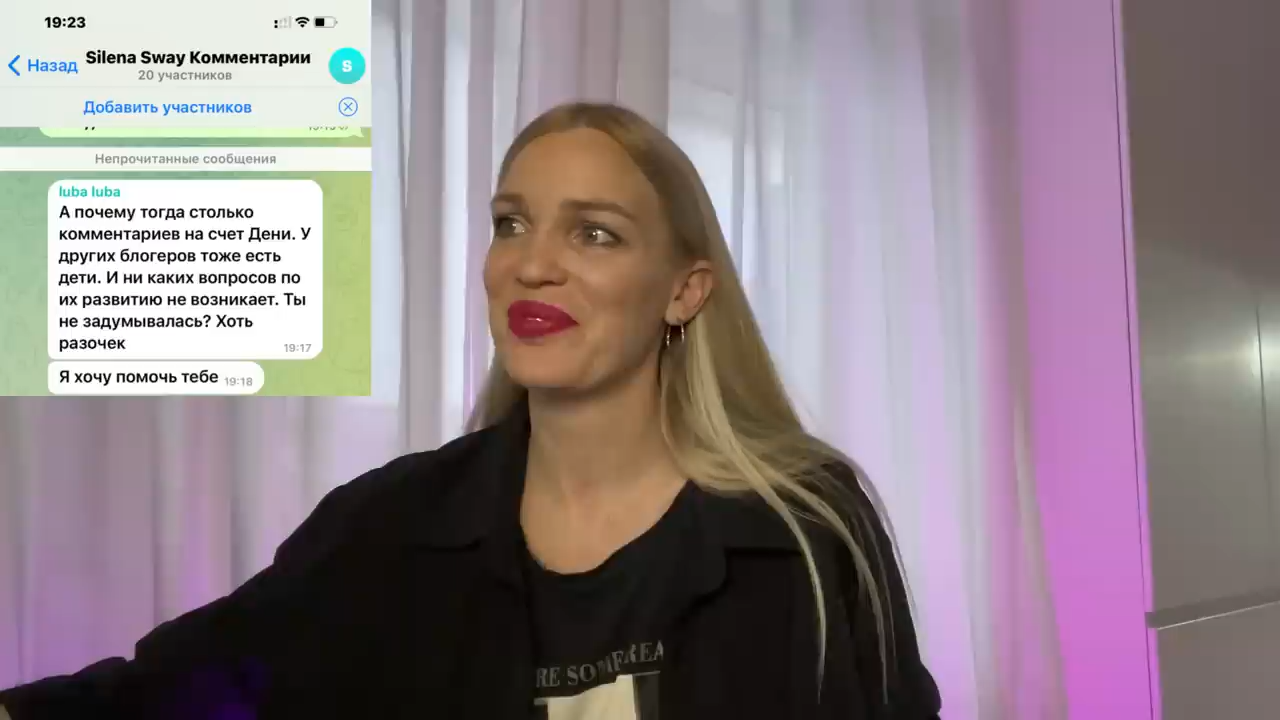 19:23
Назад
Silena Sway Комментарии
20 участников
S
Добавить участников
Непрочитанные сообщения
luba luba
А почему тогда столько
комментариев на счет Дени. У
других блогеров тоже есть
дети. И ни каких вопросов по
их развитию не возникает. Ты
не задумывалась? Хоть
разочек
19:17
Я хочу помочь тебе
19:18
RE SO